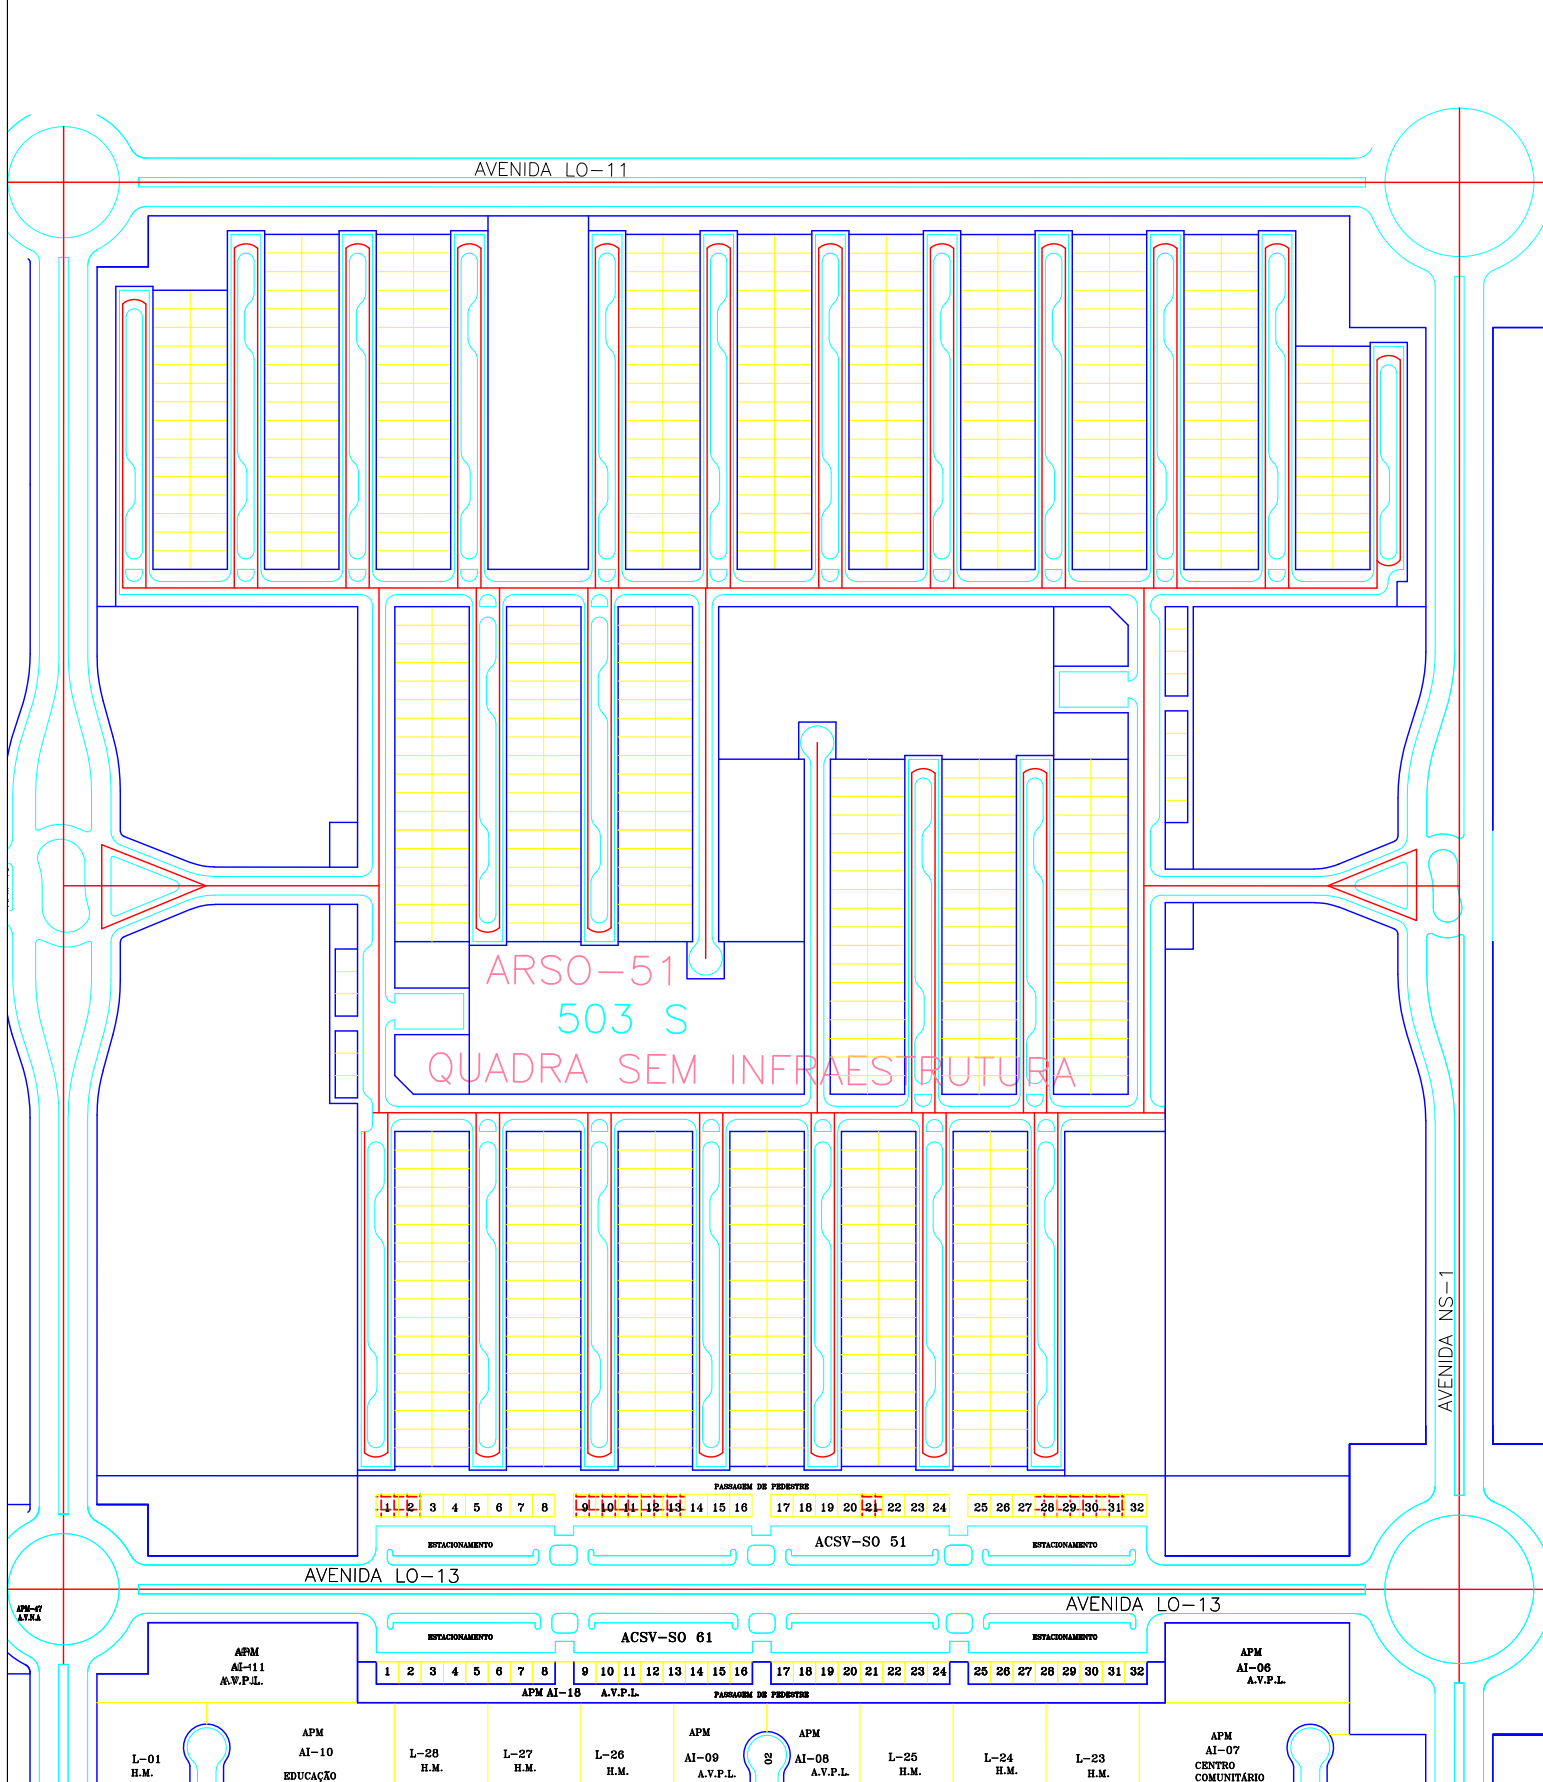 AVENIDA LO-11
ARSO-51
503 S
QUADRA SEM INFRAESTRUTURA
AVENIDA NS-1
PASSAGEM DE PEDESTRE
1 2 3 4 5 6 7 8 9 10 11 12 13 14 15 16 17 18 19 20 21 22 23 24 25 26 27 28 29 30 31 32
ESTACIONAMENTO
ACSV-SO 51
ESTACIONAMENTO
AVENIDA LO-13
AVENIDA LO-13
APM-47
A.V.N.A
ESTACIONAMENTO
ACSV-SO 61
ESTACIONAMENTO
1 2 3 4 5 6 7 8 9 10 11 12 13 14 15 16 17 18 19 20 21 22 23 24 25 26 27 28 29 30 31 32
APM
AI-11
A.V.P.L.
APM
AI-06
A.V.P.L.
APM AI-18 A.V.P.L.
PASSAGEM DE PEDESTRE
L-01
H.M.
APM
AI-10
EDUCAÇÃO
L-28
H.M.
L-27
H.M.
L-26
H.M.
APM
AI-09
A.V.P.L.
02
APM
AI-08
A.V.P.L.
L-25
H.M.
L-24
H.M.
L-23
H.M.
APM
AI-07
CENTRO
COMUNITÁRIO